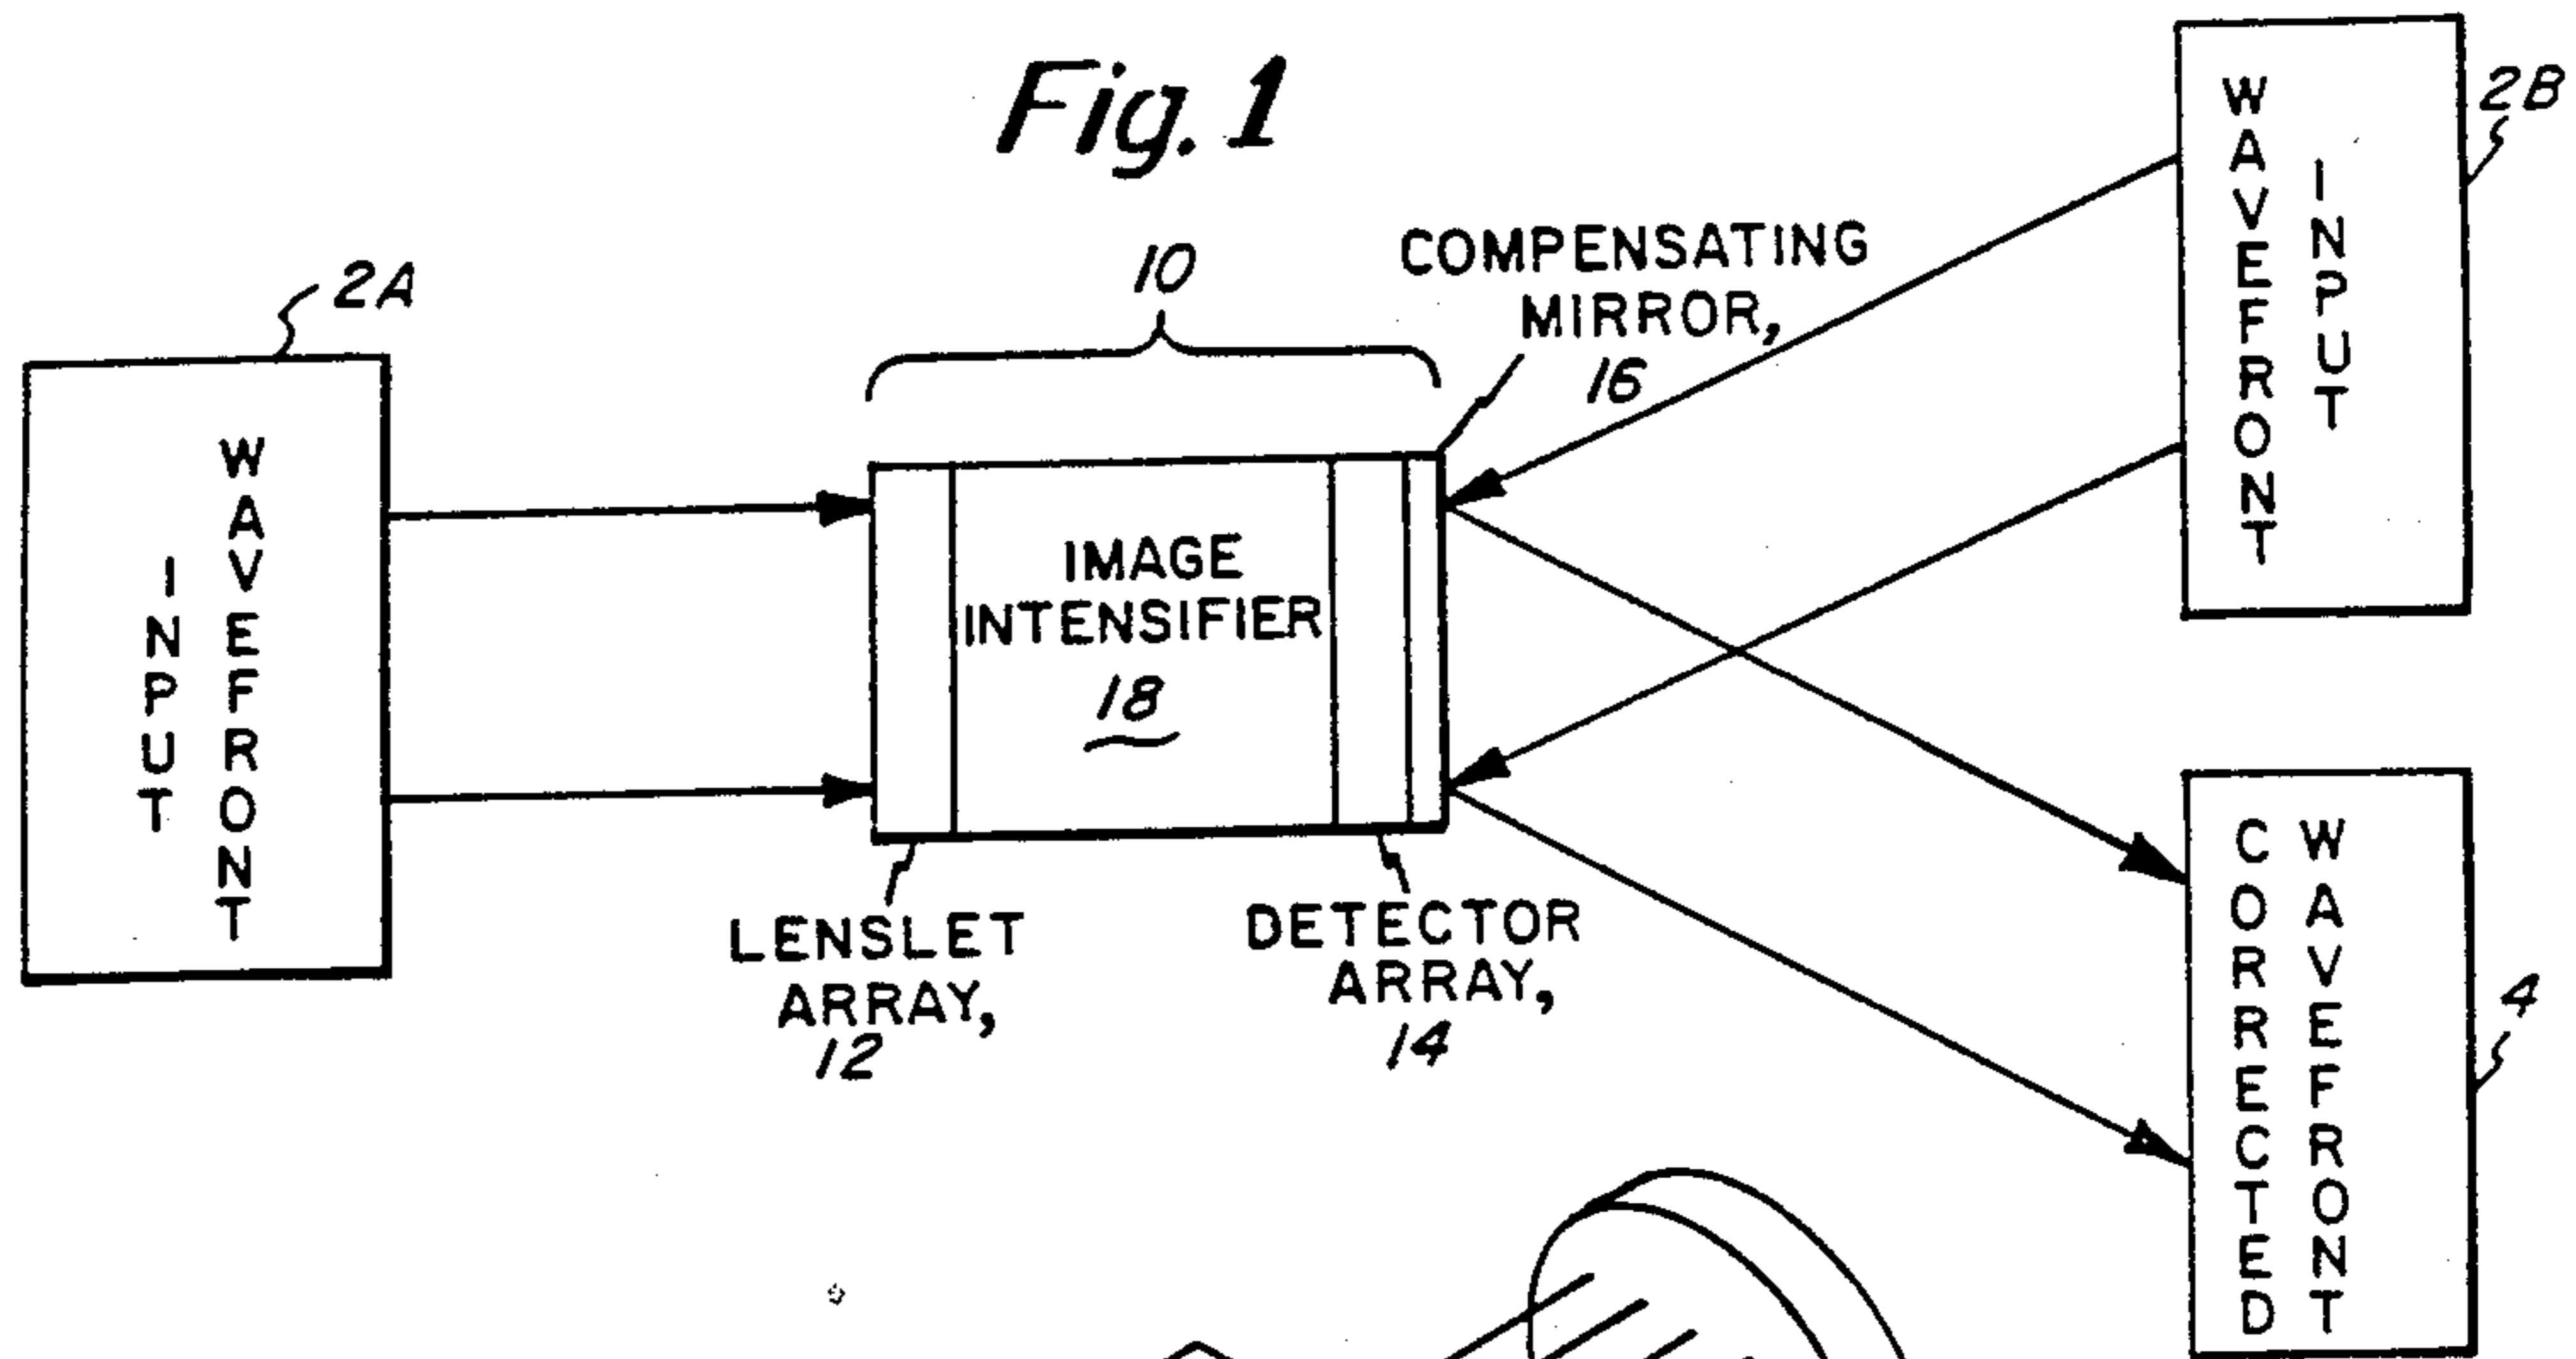 Fig. 1
2A
INPUT
WAVEFRONT
10
COMPENSATING
MIRROR,
16
IMAGE
INTENSIFIER
18
LENSLET
ARRAY,
12
DETECTOR
ARRAY,
14
WAVEFRONT
INPUT
2B
CORRECTED
WAVEFRONT
4